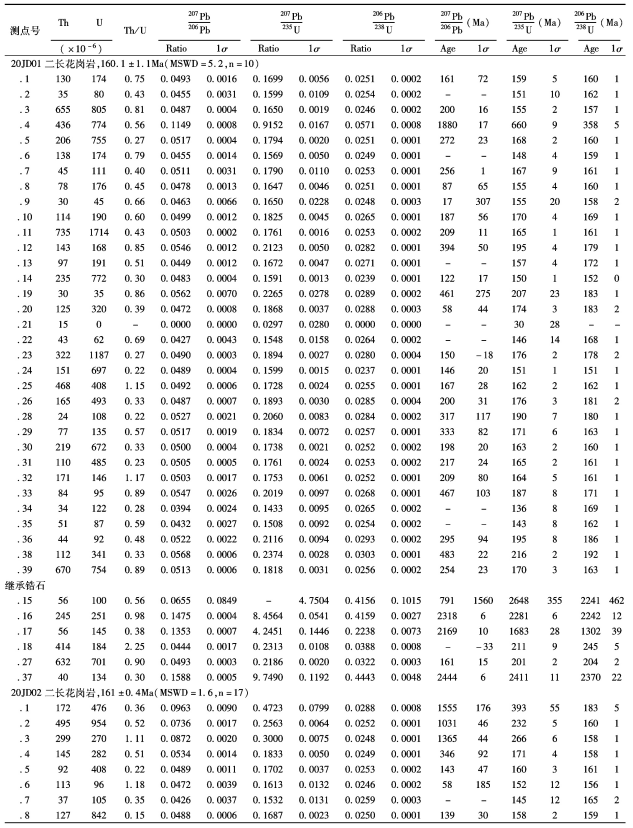 测点号 Th U Th/U 207Pb/206Pb 207Pb/235U 206Pb/238U 207Pb/206Pb (Ma) 207Pb/235U (Ma) 206Pb/238U (Ma)
(×10-6) Ratio 1σ Ratio 1σ Ratio 1σ Age 1σ Age 1σ Age 1σ
20JD01 二长花岗岩,160.1±1.1Ma(MSWD=5.2,n=10)
.1 130 174 0.75 0.0493 0.0016 0.1699 0.0056 0.0251 0.0002 161 72 159 5 160 1
.2 35 80 0.43 0.0455 0.0031 0.1599 0.0109 0.0254 0.0002 - - 151 10 162 1
.3 655 805 0.81 0.0487 0.0004 0.1650 0.0019 0.0246 0.0002 200 16 155 2 157 1
.4 436 774 0.56 0.1149 0.0008 0.9152 0.0167 0.0571 0.0008 1880 17 660 9 358 5
.5 206 755 0.27 0.0517 0.0004 0.1794 0.0020 0.0251 0.0001 272 23 168 2 160 1
.6 138 174 0.79 0.0455 0.0014 0.1569 0.0050 0.0249 0.0001 - - 148 4 159 1
.7 45 111 0.40 0.0511 0.0031 0.1790 0.0110 0.0253 0.0001 256 1 167 9 161 1
.8 78 176 0.45 0.0478 0.0013 0.1647 0.0046 0.0251 0.0001 87 65 155 4 160 1
.9 30 45 0.66 0.0463 0.0066 0.1650 0.0228 0.0248 0.0003 17 307 155 20 158 2
.10 114 190 0.60 0.0499 0.0012 0.1825 0.0045 0.0265 0.0001 187 56 170 4 169 1
.11 735 1714 0.43 0.0503 0.0002 0.1761 0.0016 0.0253 0.0002 209 11 165 1 161 1
.12 143 168 0.85 0.0546 0.0012 0.2123 0.0050 0.0282 0.0001 394 50 195 4 179 1
.13 97 191 0.51 0.0449 0.0012 0.1672 0.0047 0.0271 0.0001 - - 157 4 172 1
.14 235 772 0.30 0.0483 0.0004 0.1591 0.0013 0.0239 0.0001 122 17 150 1 152 0
.19 30 35 0.86 0.0562 0.0070 0.2265 0.0278 0.0289 0.0002 461 275 207 23 183 1
.20 125 320 0.39 0.0472 0.0008 0.1868 0.0037 0.0288 0.0003 58 44 174 3 183 2
.21 15 0 - 0.0000 0.0000 0.0297 0.0280 0.0000 0.0000 - - 30 28 - -
.22 43 62 0.69 0.0427 0.0043 0.1548 0.0158 0.0264 0.0002 - - 146 14 168 1
.23 322 1187 0.27 0.0490 0.0003 0.1894 0.0027 0.0280 0.0004 150 -18 176 2 178 2
.24 151 697 0.22 0.0489 0.0004 0.1599 0.0015 0.0237 0.0001 146 20 151 1 151 1
.25 468 408 1.15 0.0492 0.0006 0.1728 0.0024 0.0255 0.0001 167 28 162 2 162 1
.26 165 493 0.33 0.0487 0.0007 0.1893 0.0030 0.0285 0.0004 200 31 176 3 181 2
.28 24 108 0.22 0.0527 0.0021 0.2060 0.0083 0.0284 0.0002 317 117 190 7 180 1
.29 77 135 0.57 0.0517 0.0019 0.1834 0.0072 0.0257 0.0001 333 82 171 6 163 1
.30 219 672 0.33 0.0500 0.0004 0.1738 0.0021 0.0252 0.0002 198 20 163 2 160 1
.31 110 485 0.23 0.0505 0.0005 0.1761 0.0024 0.0253 0.0002 217 24 165 2 161 1
.32 171 146 1.17 0.0503 0.0017 0.1753 0.0061 0.0252 0.0001 209 80 164 5 161 1
.33 84 95 0.89 0.0547 0.0026 0.2019 0.0097 0.0268 0.0001 467 103 187 8 171 1
.34 34 122 0.28 0.0394 0.0024 0.1433 0.0095 0.0265 0.0002 - - 136 8 169 1
.35 51 87 0.59 0.0432 0.0027 0.1508 0.0092 0.0254 0.0002 - - 143 8 162 1
.36 44 92 0.48 0.0522 0.0022 0.2116 0.0094 0.0293 0.0002 295 94 195 8 186 1
.38 112 341 0.33 0.0568 0.0006 0.2374 0.0028 0.0303 0.0001 483 22 216 2 192 1
.39 670 754 0.89 0.0513 0.0006 0.1818 0.0031 0.0256 0.0002 254 23 170 3 163 1
继承锆石
.15 56 100 0.56 0.0655 0.0849 - 4.7504 0.4156 0.1015 791 1560 2648 355 2241 462
.16 245 251 0.98 0.1475 0.0004 8.4564 0.0541 0.4159 0.0027 2318 6 2281 6 2242 12
.17 56 145 0.38 0.1353 0.0007 4.2451 0.1446 0.2238 0.0073 2169 10 1683 28 1302 39
.18 414 184 2.25 0.0444 0.0017 0.2313 0.0108 0.0388 0.0008 - -33 211 9 245 5
.27 632 701 0.90 0.0493 0.0003 0.2186 0.0020 0.0322 0.0003 161 15 201 2 204 2
.37 40 134 0.30 0.1588 0.0005 9.7490 0.1192 0.4443 0.0048 2444 6 2411 11 2370 22
20JD02 二长花岗岩,161±0.4Ma(MSWD=1.6,n=17)
.1 172 476 0.36 0.0963 0.0090 0.4723 0.0799 0.0288 0.0008 1555 176 393 55 183 5
.2 495 954 0.52 0.0736 0.0017 0.2563 0.0064 0.0252 0.0001 1031 46 232 5 160 1
.3 299 270 1.11 0.0872 0.0020 0.3000 0.0075 0.0248 0.0001 1365 44 266 6 158 1
.4 145 282 0.51 0.0534 0.0014 0.1833 0.0050 0.0249 0.0001 346 92 171 4 158 1
.5 92 408 0.22 0.0489 0.0011 0.1702 0.0037 0.0253 0.0002 143 47 160 3 161 1
.6 113 96 1.18 0.0472 0.0039 0.1613 0.0132 0.0246 0.0002 58 185 152 12 156 1
.7 37 105 0.35 0.0426 0.0037 0.1532 0.0131 0.0259 0.0003 - - 145 12 165 2
.8 127 842 0.15 0.0488 0.0006 0.1687 0.0023 0.0250 0.0001 139 30 158 2 159 1